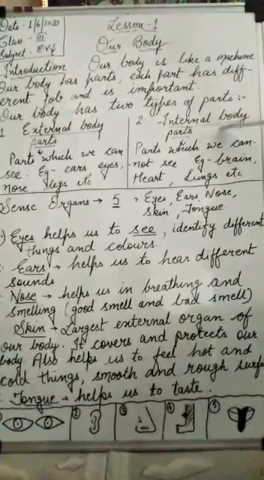 Date - 1/6/2020
Class - III
Subject - EVS
Lesson - 1
Our Body
Introduction - Our body is like a machine
Our body has parts, each part has diff-
erent job and is important.
Our body has two types of parts :-
1 External body
parts
Parts which we can
see. Eg - ears, eyes,
Nose, legs etc
2 - Internal body
parts
Parts which we can-
not see. Eg - brain,
Heart, Lungs etc
Sense Organs → 5 - Eyes, Ears, Nose,
Skin, Tongue
Eyes helps us to see, identify different
things and colours.
Ears → helps us to hear different
sounds
Nose → helps us in breathing and
smelling (good smell and bad smell)
Skin - Largest enternal organ of
our body. It covers and protects our
body Also helps us to feel hot and
cold things, smooth and rough surf
Tongue → helps us to taste.
2 3 4 5